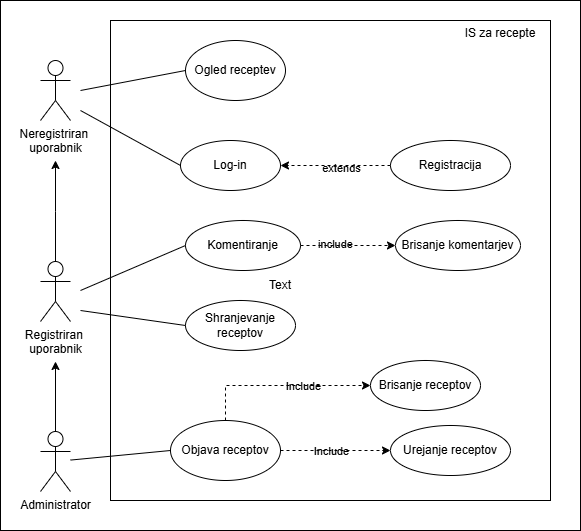 IS za recepte
Ogled receptev
Neregistriran
uporabnik
Log-in
extends
Registracija
Komentiranje
include
Brisanje komentarjev
Text
Shranjevanje
receptov
Registriran
uporabnik
Include
Brisanje receptov
Objava receptov
Include
Urejanje receptov
Administrator